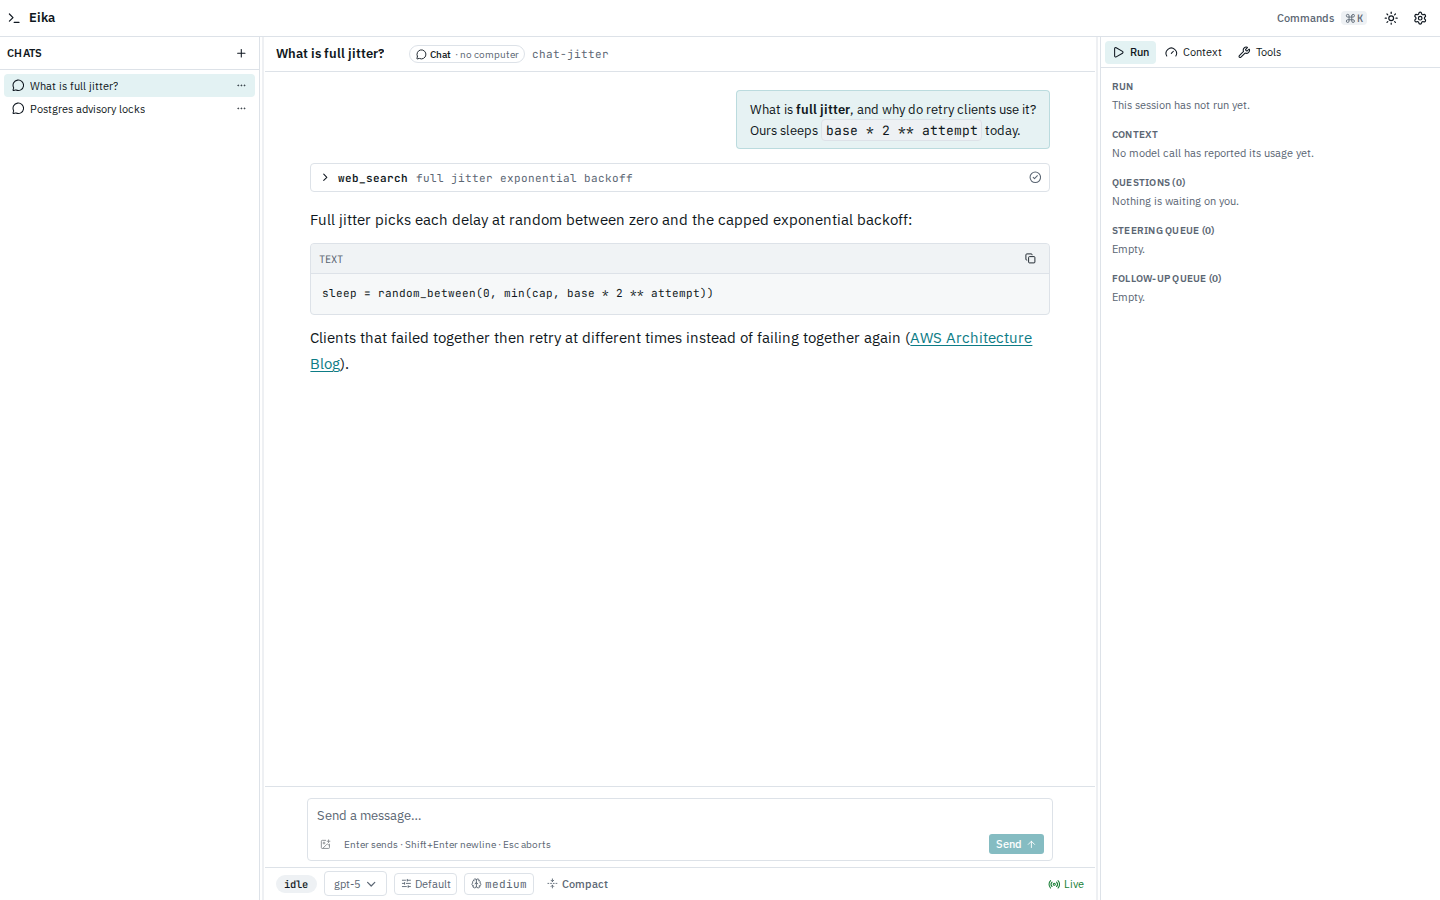 Eika
Commands ⌘K
CHATS
What is full jitter?
Postgres advisory locks
What is full jitter?
Chat · no computer
chat-jitter
What is full jitter, and why do retry clients use it?
Ours sleeps base * 2 ** attempt today.
web_search full jitter exponential backoff
Full jitter picks each delay at random between zero and the capped exponential backoff:
TEXT
sleep = random_between(0, min(cap, base * 2 ** attempt))
Clients that failed together then retry at different times instead of failing together again (AWS Architecture
Blog).
Send a message...
Enter sends · Shift+Enter newline · Esc aborts
Send
idle
gpt-5
Default
medium
Compact
Live
Run
Context
Tools
RUN
This session has not run yet.
CONTEXT
No model call has reported its usage yet.
QUESTIONS (0)
Nothing is waiting on you.
STEERING QUEUE (0)
Empty.
FOLLOW-UP QUEUE (0)
Empty.